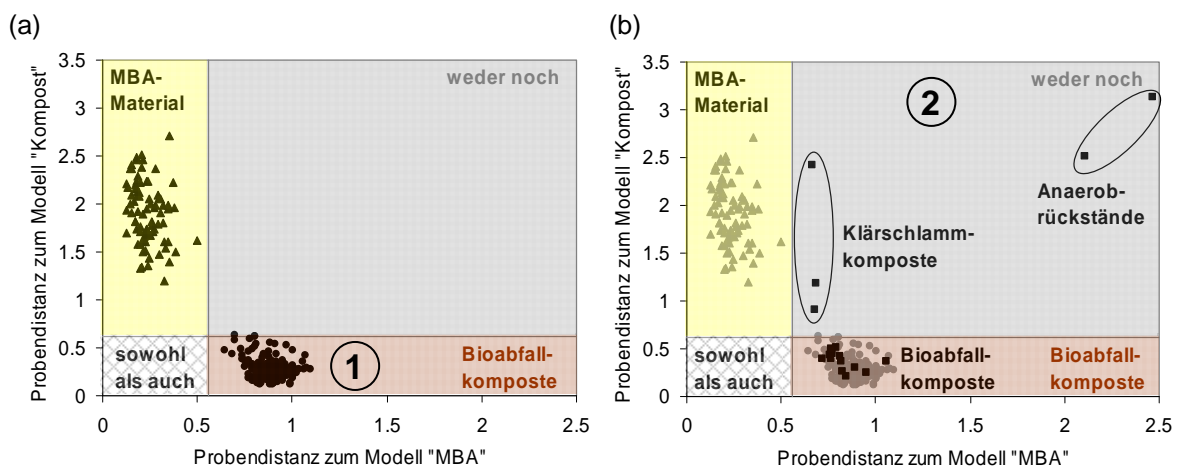 (a)
Probendistanz zum Modell "Kompost"
3.5
3
2.5
2
1.5
1
0.5
0
MBA-
Material
weder noch
sowohl
als auch
1
Bioabfall-
komposte
0
0.5
1
1.5
2
2.5
Probendistanz zum Modell "MBA"
(b)
Probendistanz zum Modell "Kompost"
3.5
3
2.5
2
1.5
1
0.5
0
MBA-
Material
weder noch
2
Anaerob-
rückstände
Klärschlamm-
komposte
sowohl
als auch
Bioabfall-
komposte
Bioabfall-
komposte
0
0.5
1
1.5
2
2.5
Probendistanz zum Modell "MBA"